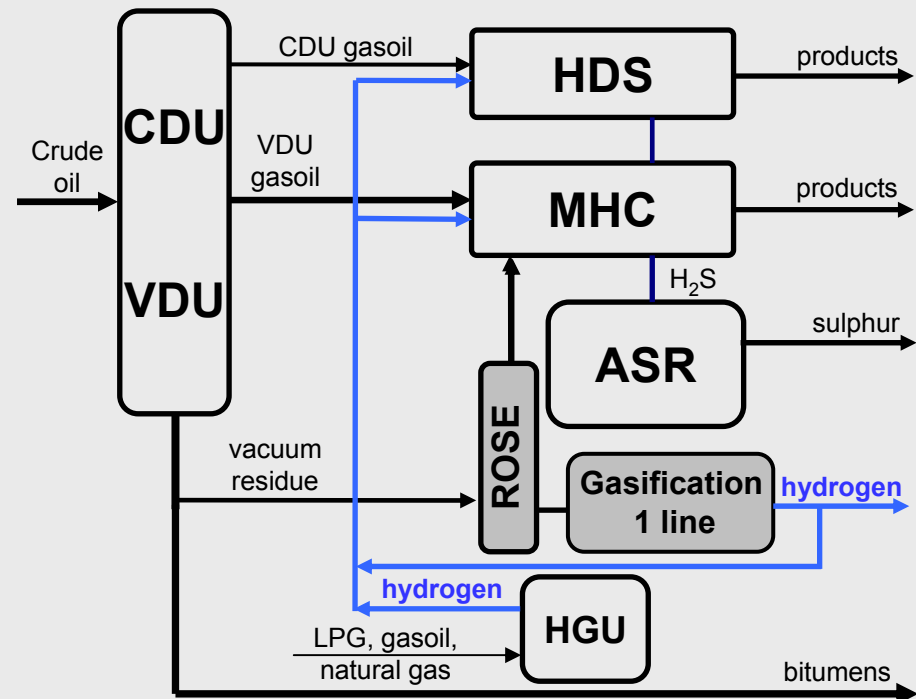 CDU gasoil
HDS
products
CDU
Crude
oil
VDU
gasoil
MHC
products
VDU
H₂S
ASR
sulphur
vacuum
residue
ROSE
Gasification
1 line
hydrogen
hydrogen
HGU
LPG, gasoil,
natural gas
bitumens